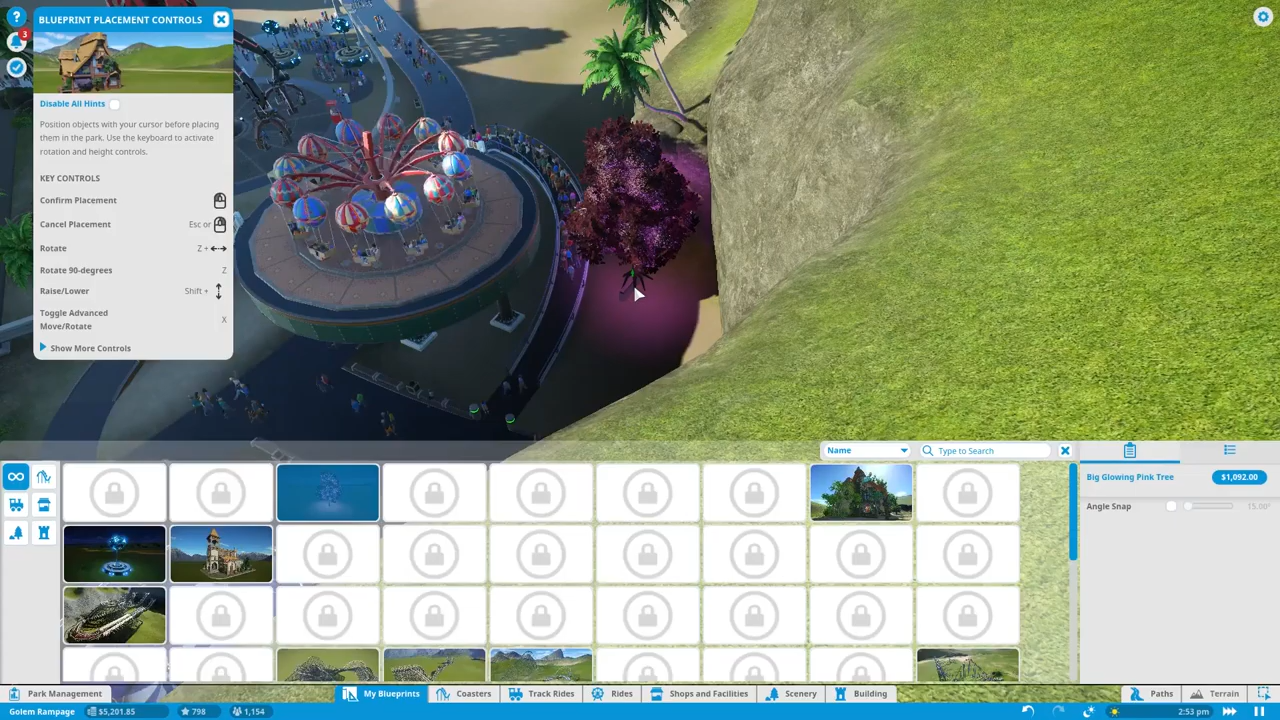 BLUEPRINT PLACEMENT CONTROLS
3
Disable All Hints
Position objects with your cursor before placing
them in the park. Use the keyboard to activate
rotation and height controls.
KEY CONTROLS
Confirm Placement
Cancel Placement Esc or
Rotate Z +
Rotate 90-degrees Z
Raise/Lower Shift +
Toggle Advanced
Move/Rotate X
Show More Controls
Name
Type to Search
Big Glowing Pink Tree $1,092.00
Angle Snap 15.00°
Park Management
My Blueprints
Coasters
Track Rides
Rides
Shops and Facilities
Scenery
Building
Paths
Terrain
Golem Rampage $5,201.85 798 1,154 2:53 pm